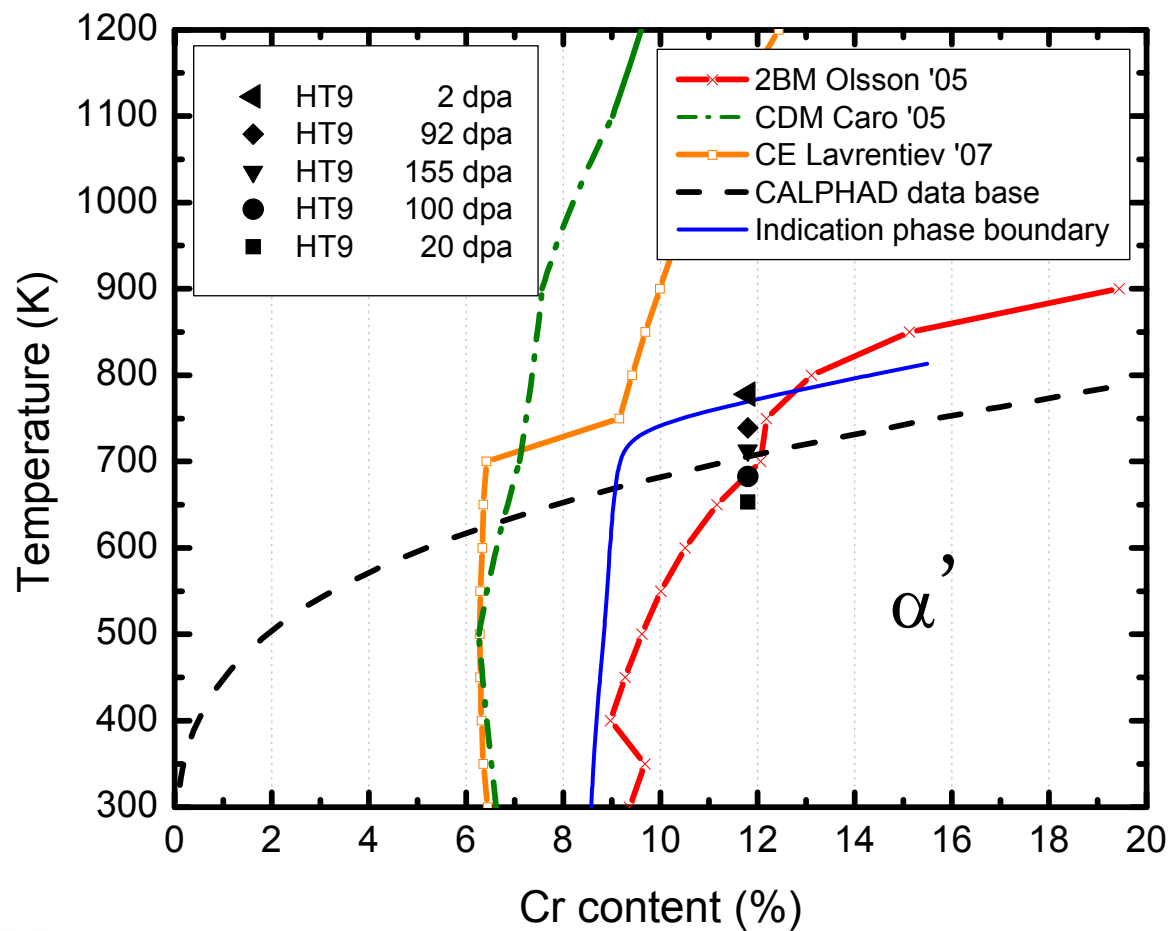 1200
1100
1000
900
800
700
600
500
400
300
Temperature (K)
HT9 2 dpa
HT9 92 dpa
HT9 155 dpa
HT9 100 dpa
HT9 20 dpa
2BM Olsson '05
CDM Caro '05
CE Lavrentiev '07
CALPHAD data base
Indication phase boundary
α’
0 2 4 6 8 10 12 14 16 18 20
Cr content (%)